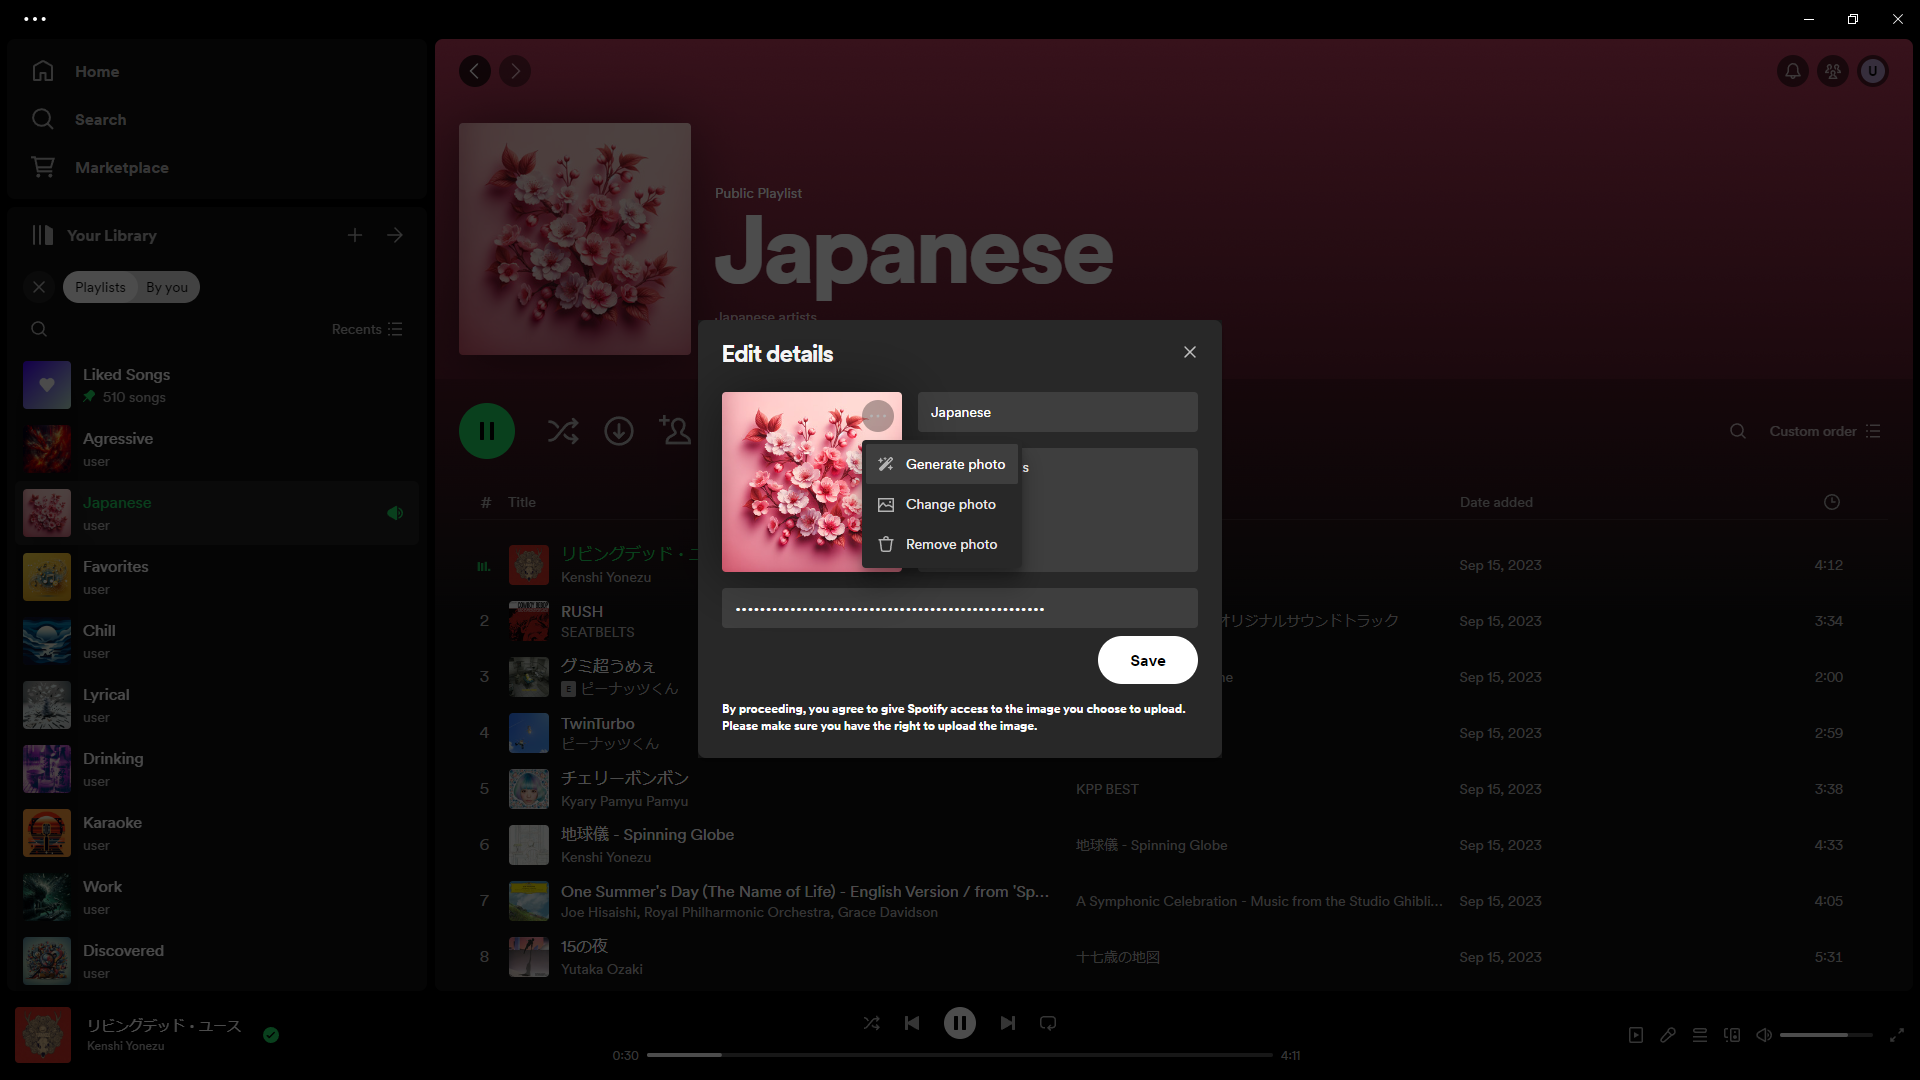 Home
Search
Marketplace
Your Library
Playlists By you
Recents
Liked Songs
510 songs
Agressive
user
Japanese
user
Favorites
user
Chill
user
Lyrical
user
Drinking
user
Karaoke
user
Work
user
Discovered
user
U
Public Playlist
Japanese
Japanese artists
Custom order
# Title Date added
リビングデッド・ユ
Kenshi Yonezu
Sep 15, 2023 4:12
2 RUSH
SEATBELTS
オリジナルサウンドトラック Sep 15, 2023 3:34
3 グミ超うめぇ
E ピーナッツくん
Sep 15, 2023 2:00
4 TwinTurbo
ピーナッツくん
Sep 15, 2023 2:59
5 チェリーボンボン
Kyary Pamyu Pamyu
KPP BEST Sep 15, 2023 3:38
6 地球儀 - Spinning Globe
Kenshi Yonezu
地球儀 - Spinning Globe Sep 15, 2023 4:33
7 One Summer's Day (The Name of Life) - English Version / from 'Sp...
Joe Hisaishi, Royal Philharmonic Orchestra, Grace Davidson
A Symphonic Celebration - Music from the Studio Ghibli... Sep 15, 2023 4:05
8 15の夜
Yutaka Ozaki
十七歳の地図 Sep 15, 2023 5:31
Edit details
Japanese
s
Generate photo
Change photo
Remove photo
Save
By proceeding, you agree to give Spotify access to the image you choose to upload.
Please make sure you have the right to upload the image.
リビングデッド・ユース
Kenshi Yonezu
0:30 4:11